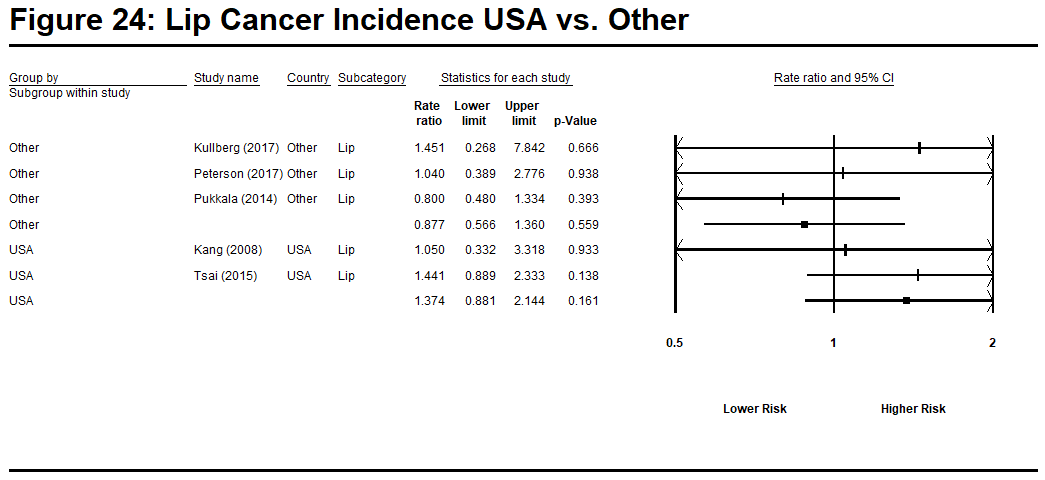 Figure 24: Lip Cancer Incidence USA vs. Other
Group by Study name Country Subcategory Statistics for each study Rate ratio and 95% CI
Subgroup within study
Rate Lower Upper
ratio limit limit p-Value
Other Kullberg (2017) Other Lip 1.451 0.268 7.842 0.666
Other Peterson (2017) Other Lip 1.040 0.389 2.776 0.938
Other Pukkala (2014) Other Lip 0.800 0.480 1.334 0.393
Other 0.877 0.566 1.360 0.559
USA Kang (2008) USA Lip 1.050 0.332 3.318 0.933
USA Tsai (2015) USA Lip 1.441 0.889 2.333 0.138
USA 1.374 0.881 2.144 0.161
0.5 1 2
Lower Risk Higher Risk